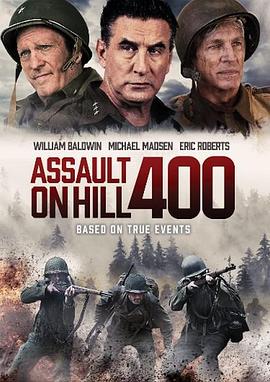 WILLIAM BALDWIN MICHAEL MADSEN ERIC ROBERTS
ASSAULT
ON HILL 400
BASED ON TRUE EVENTS